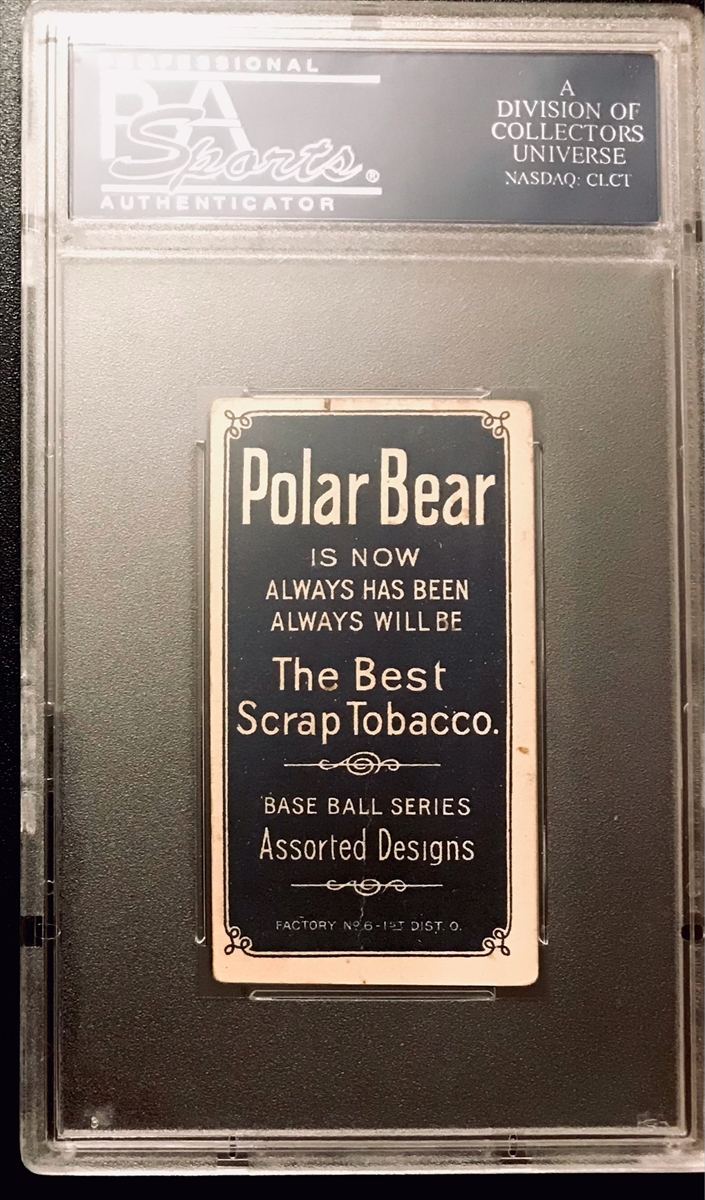 PROFESSIONAL
PSA
Sports®
AUTHENTICATOR
A
DIVISION OF
COLLECTORS
UNIVERSE
NASDAQ: CLCT
Polar Bear
IS NOW
ALWAYS HAS BEEN
ALWAYS WILL BE
The Best
Scrap Tobacco.
BASE BALL SERIES
Assorted Designs
FACTORY Nº 6 - 1ST DIST. O.